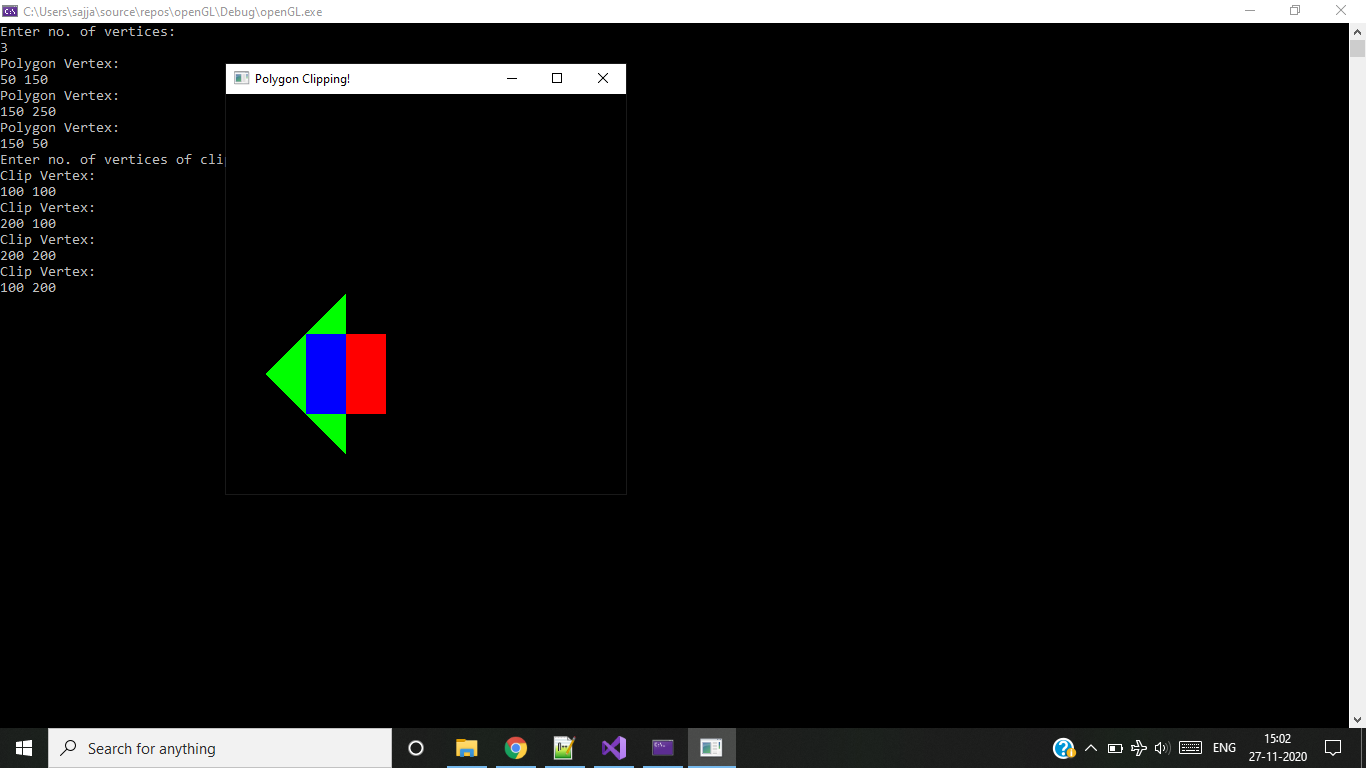 C:\Users\sajja\source\repos\openGL\Debug\openGL.exe
Enter no. of vertices:
3
Polygon Vertex:
50 150
Polygon Vertex:
150 250
Polygon Vertex:
150 50
Enter no. of vertices of cli
Clip Vertex:
100 100
Clip Vertex:
200 100
Clip Vertex:
200 200
Clip Vertex:
100 200
Polygon Clipping!
Search for anything
ENG
15:02
27-11-2020